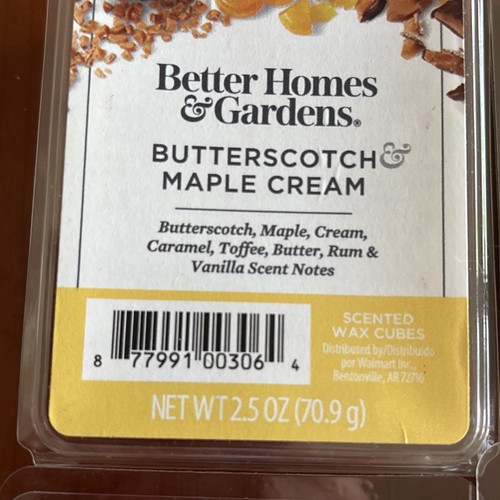 Better Homes
& Gardens®
BUTTERSCOTCH &
MAPLE CREAM
Butterscotch, Maple, Cream,
Caramel, Toffee, Butter, Rum &
Vanilla Scent Notes
SCENTED
WAX CUBES
Distributed by/Distribuido
por Walmart Inc.,
Bentonville, AR 72716
8 77991 00306 4
NET WT 2.5 OZ (70.9 g)